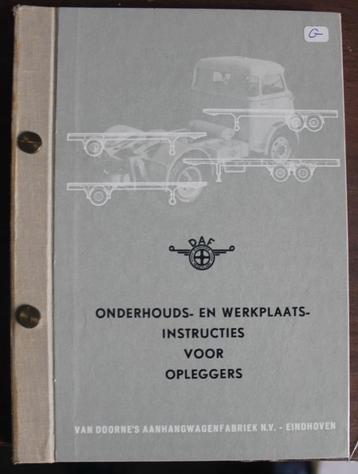 G
DAF
ONDERHOUDS- EN WERKPLAATS-
INSTRUCTIES
VOOR
OPLEGGERS
VAN DOORNE'S AANHANGWAGENFABRIEK N.V. - EINDHOVEN